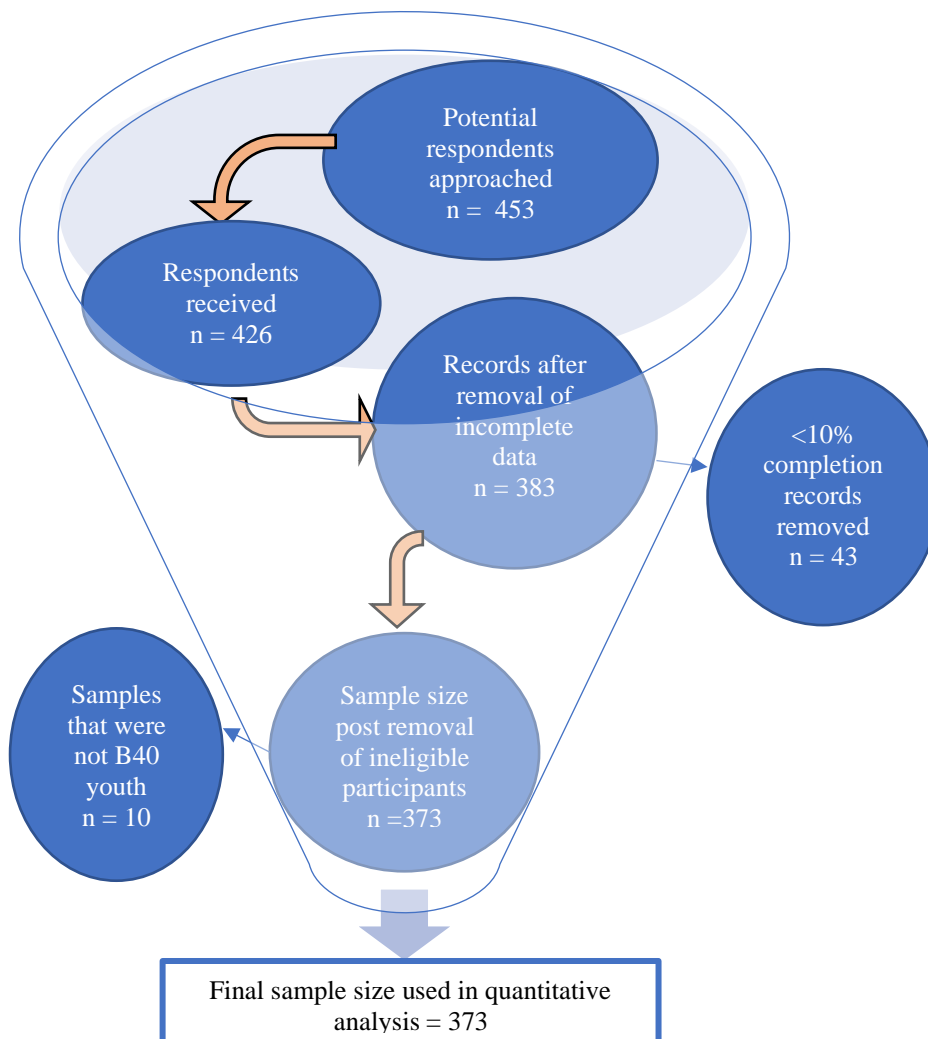 Potential
respondents
approached
n =  453
Respondents
received
n = 426
Records after
removal of
incomplete
data
n = 383
<10%
completion
records
removed
n = 43
Samples
that were
not B40
youth
n = 10
Sample size
post removal
of ineligible
participants
n =373
Final sample size used in quantitative
analysis = 373